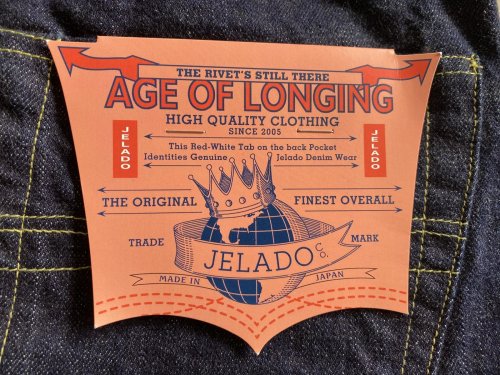 THE RIVET'S STILL THERE
AGE OF LONGING
HIGH QUALITY CLOTHING
SINCE 2005
JELADO
JELADO
This Red-White Tab on the back Pocket
Identities Genuine Jelado Denim Wear
THE ORIGINAL FINEST OVERALL
TRADE MARK
JELADO CO.
MADE IN JAPAN